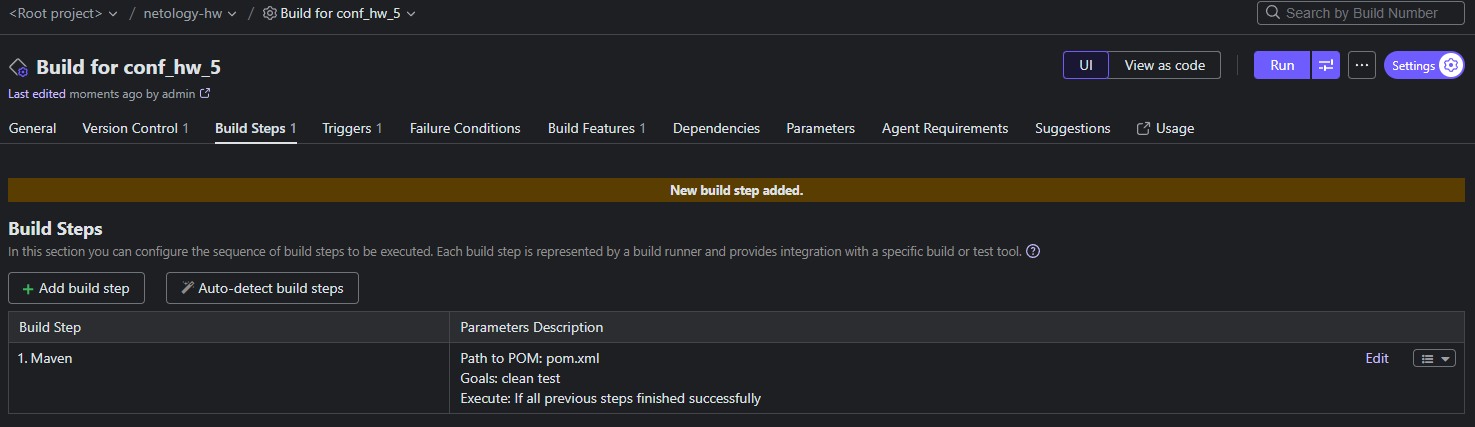 <Root project> / netology-hw / Build for conf_hw_5
Search by Build Number
Build for conf_hw_5
UI View as code Run ... Settings
Last edited moments ago by admin
General Version Control 1 Build Steps 1 Triggers 1 Failure Conditions Build Features 1 Dependencies Parameters Agent Requirements Suggestions Usage
New build step added.
Build Steps
In this section you can configure the sequence of build steps to be executed. Each build step is represented by a build runner and provides integration with a specific build or test tool. ?
+ Add build step Auto-detect build steps
Build Step Parameters Description
1. Maven Path to POM: pom.xml Edit
Goals: clean test
Execute: If all previous steps finished successfully